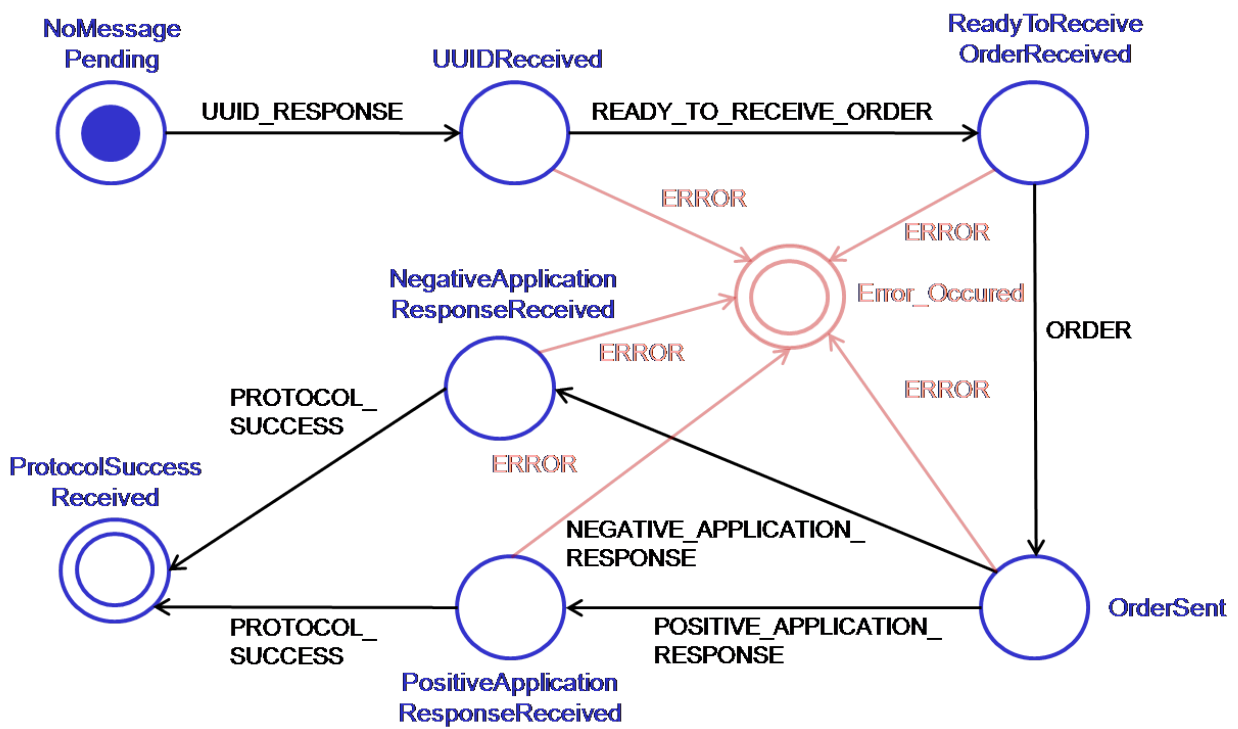 NoMessage
Pending
UUIDReceived
ReadyToReceive
OrderReceived
UUID_RESPONSE
READY_TO_RECEIVE_ORDER
ERROR
ERROR
NegativeApplication
ResponseReceived
Error_Occured
ERROR
ORDER
PROTOCOL_
SUCCESS
ERROR
ERROR
ProtocolSuccess
Received
NEGATIVE_APPLICATION_
RESPONSE
OrderSent
PROTOCOL_
SUCCESS
POSITIVE_APPLICATION_
RESPONSE
PositiveApplication
ResponseReceived